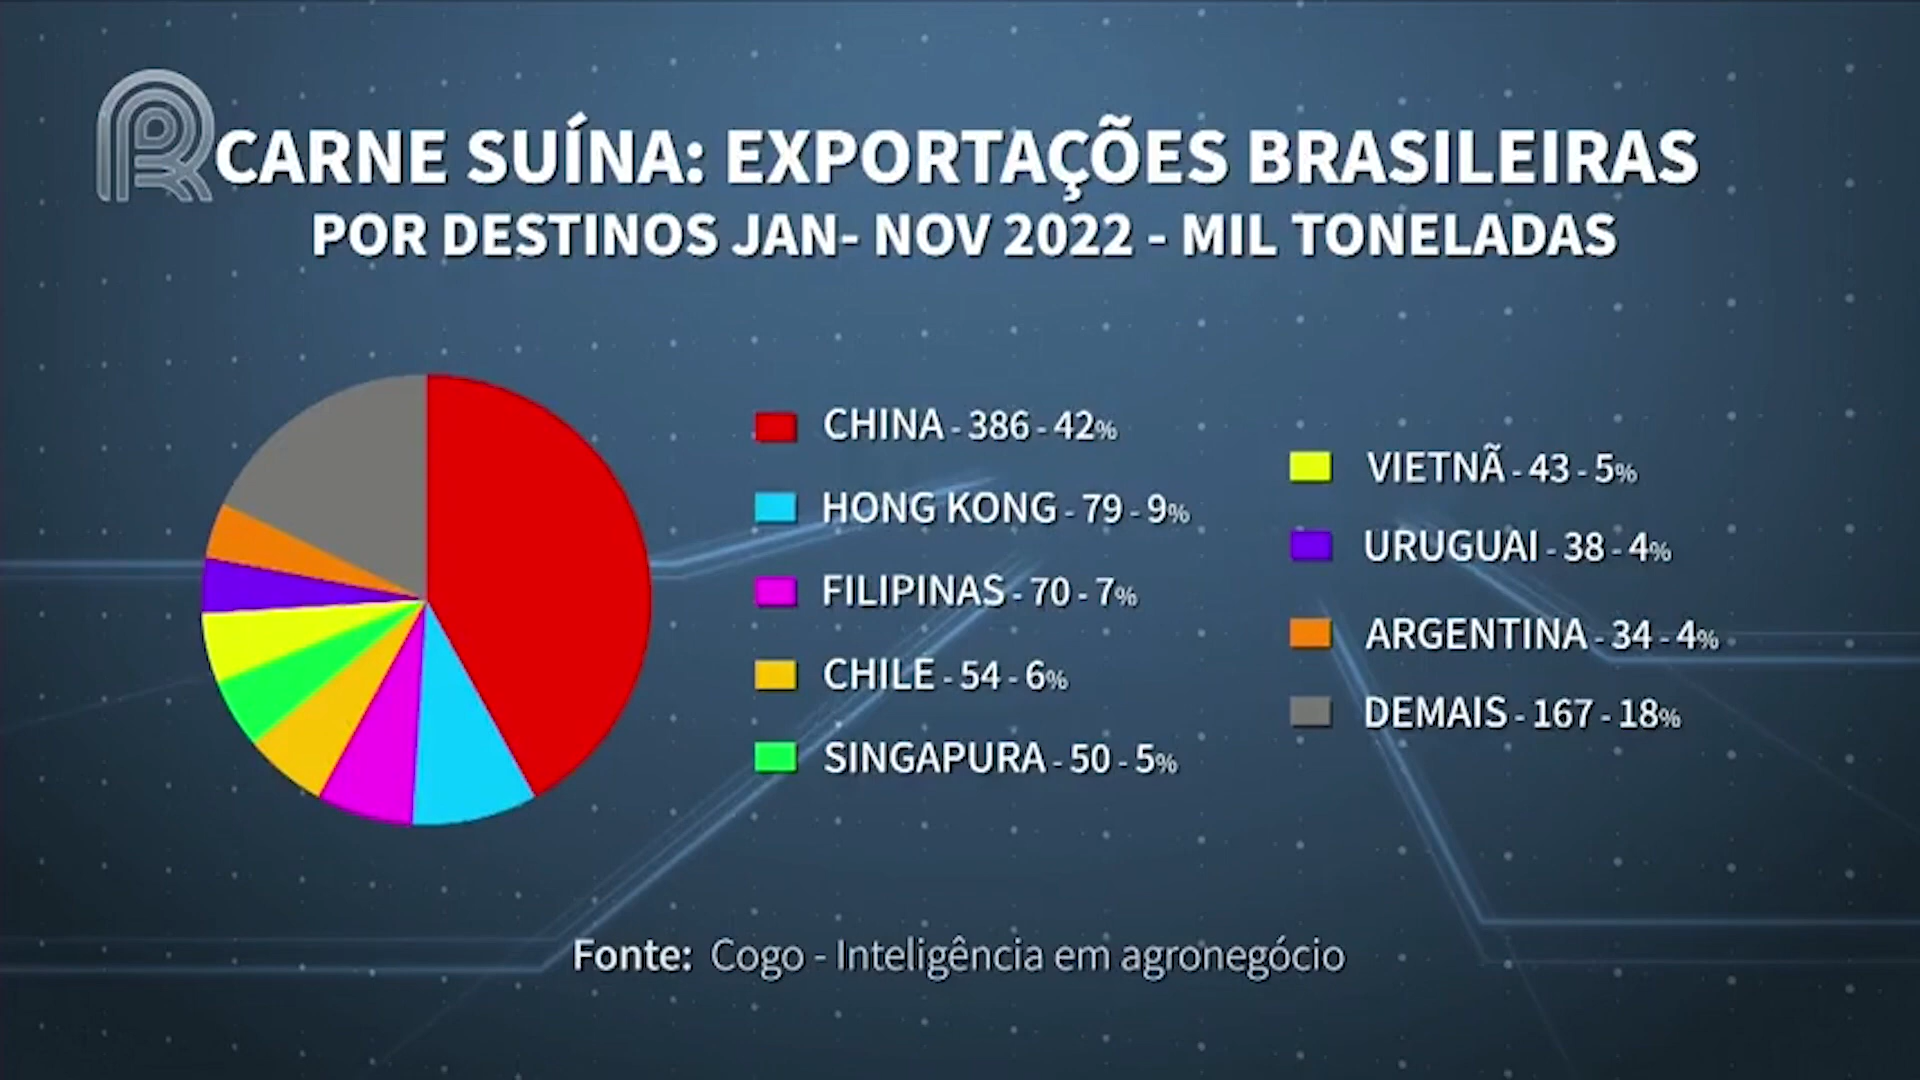 CARNE SUÍNA: EXPORTAÇÕES BRASILEIRAS
POR DESTINOS JAN- NOV 2022 - MIL TONELADAS
CHINA - 386 - 42%
HONG KONG - 79 - 9%
FILIPINAS - 70 - 7%
CHILE - 54 - 6%
SINGAPURA - 50 - 5%
VIETNÃ - 43 - 5%
URUGUAI - 38 - 4%
ARGENTINA - 34 - 4%
DEMAIS - 167 - 18%
Fonte: Cogo - Inteligência em agronegócio